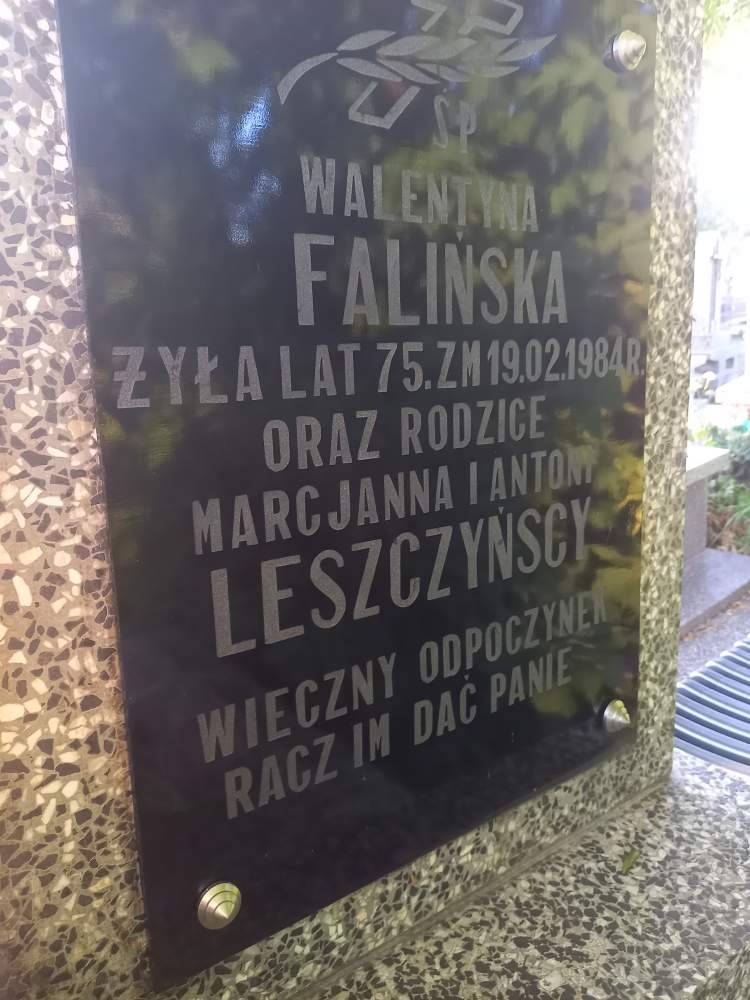 ŚP
WALENTYNA
FALIŃSKA
ŻYŁA LAT 75. ZM 19.02.1984 R.
ORAZ RODZICE
MARCJANNA I ANTONI
LESZCZYŃSCY
WIECZNY ODPOCZYNEK
RACZ IM DAĆ PANIE